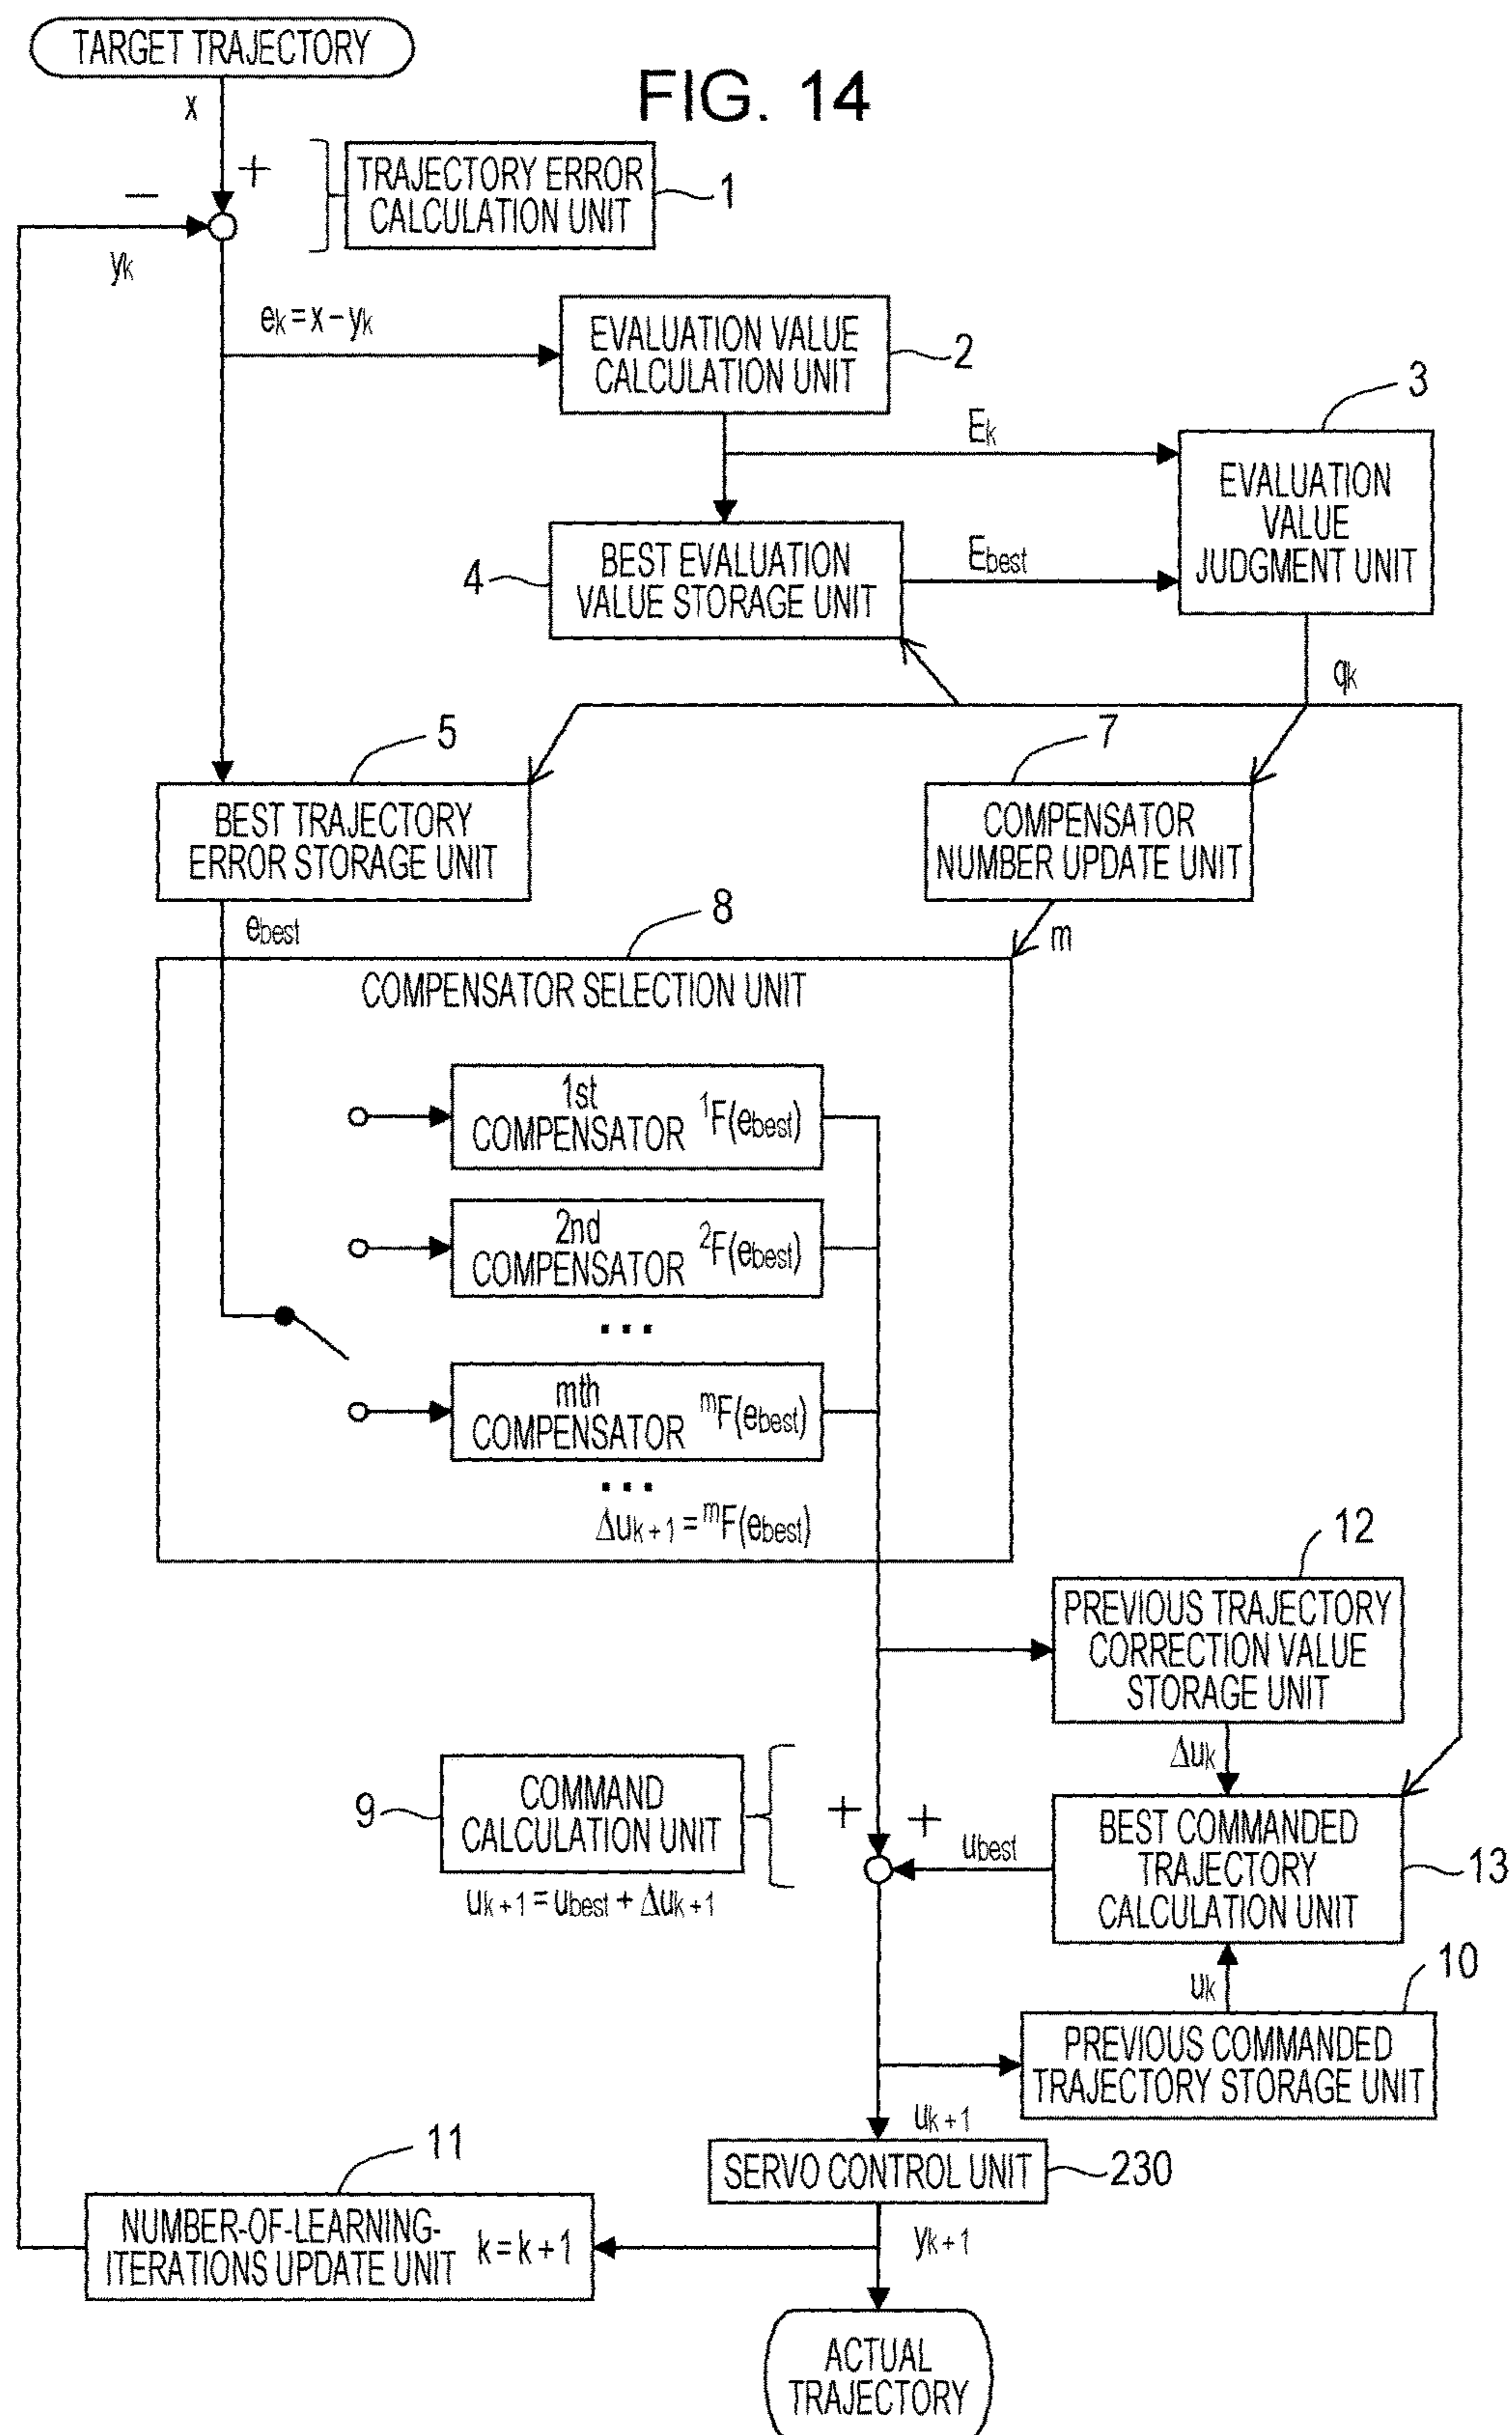 TARGET TRAJECTORY
FIG. 14
x
+
−
TRAJECTORY ERROR
CALCULATION UNIT
1
yk
ek = x − yk
EVALUATION VALUE
CALCULATION UNIT
2
3
Ek
EVALUATION
VALUE
JUDGMENT UNIT
4
BEST EVALUATION
VALUE STORAGE UNIT
Ebest
qk
5
7
BEST TRAJECTORY
ERROR STORAGE UNIT
COMPENSATOR
NUMBER UPDATE UNIT
ebest
8
m
COMPENSATOR SELECTION UNIT
1st
COMPENSATOR 1F(ebest)
2nd
COMPENSATOR 2F(ebest)
...
mth
COMPENSATOR mF(ebest)
...
Δuk+1 = mF(ebest)
12
PREVIOUS TRAJECTORY
CORRECTION VALUE
STORAGE UNIT
Δuk
9
COMMAND
CALCULATION UNIT
+ +
ubest
uk+1 = ubest + Δuk+1
BEST COMMANDED
TRAJECTORY
CALCULATION UNIT
13
10
uk
PREVIOUS COMMANDED
TRAJECTORY STORAGE UNIT
uk+1
11
SERVO CONTROL UNIT
230
NUMBER-OF-LEARNING-
ITERATIONS UPDATE UNIT k = k + 1
yk+1
ACTUAL
TRAJECTORY